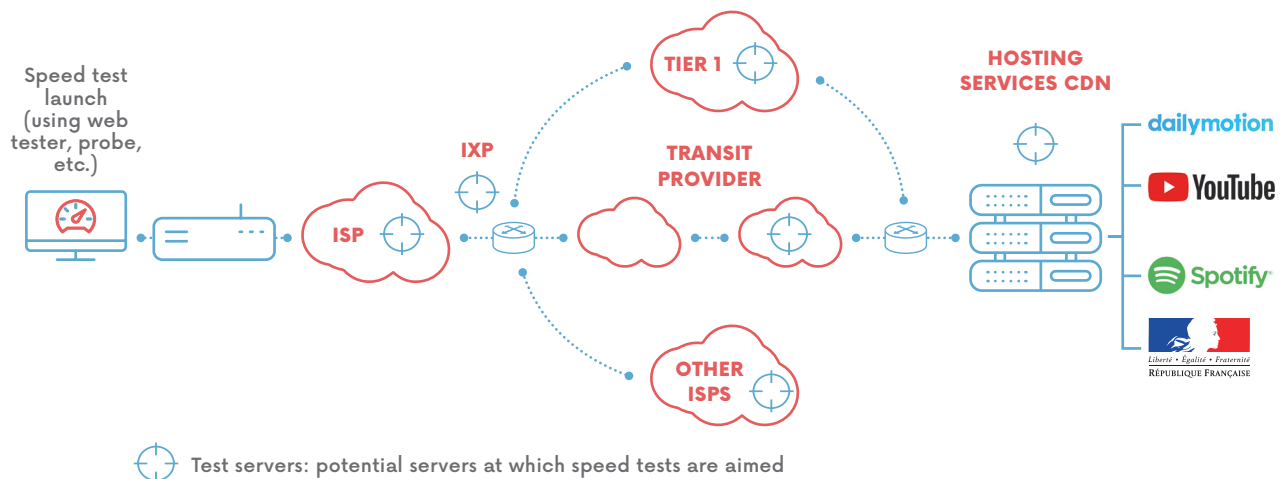 Speed test
launch
(using web
tester, probe,
etc.)
ISP
IXP
TIER 1
TRANSIT
PROVIDER
OTHER
ISPS
HOSTING
SERVICES CDN
dailymotion
YouTube
Spotify
Liberté • Égalité • Fraternité
RÉPUBLIQUE FRANÇAISE
Test servers: potential servers at which speed tests are aimed